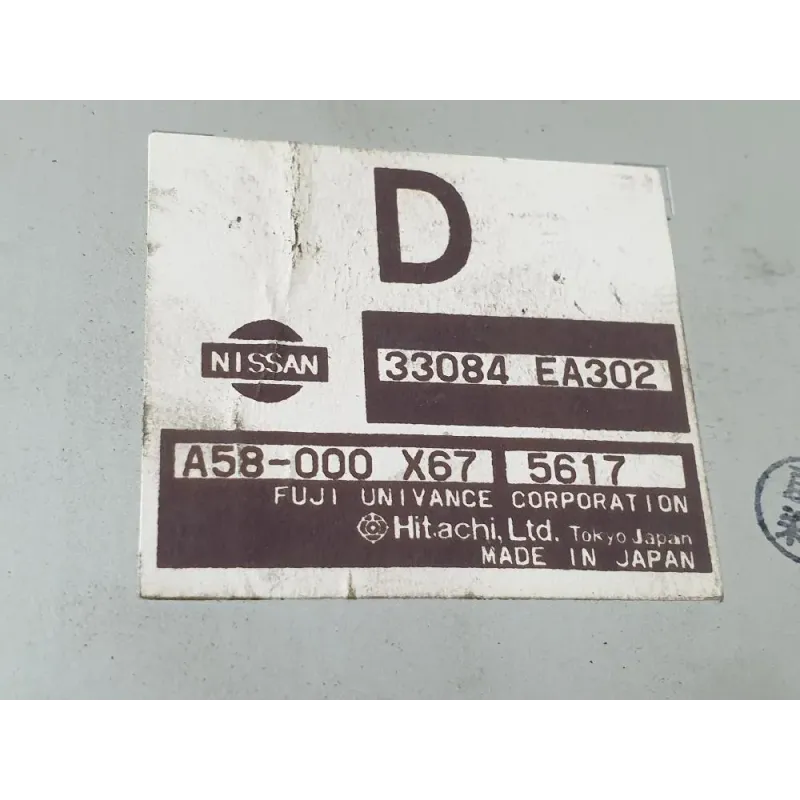 D
NISSAN
33084 EA302
A58-000 X67 5617
FUJI UNIVANCE CORPORATION
Hitachi, Ltd. Tokyo Japan
MADE IN JAPAN